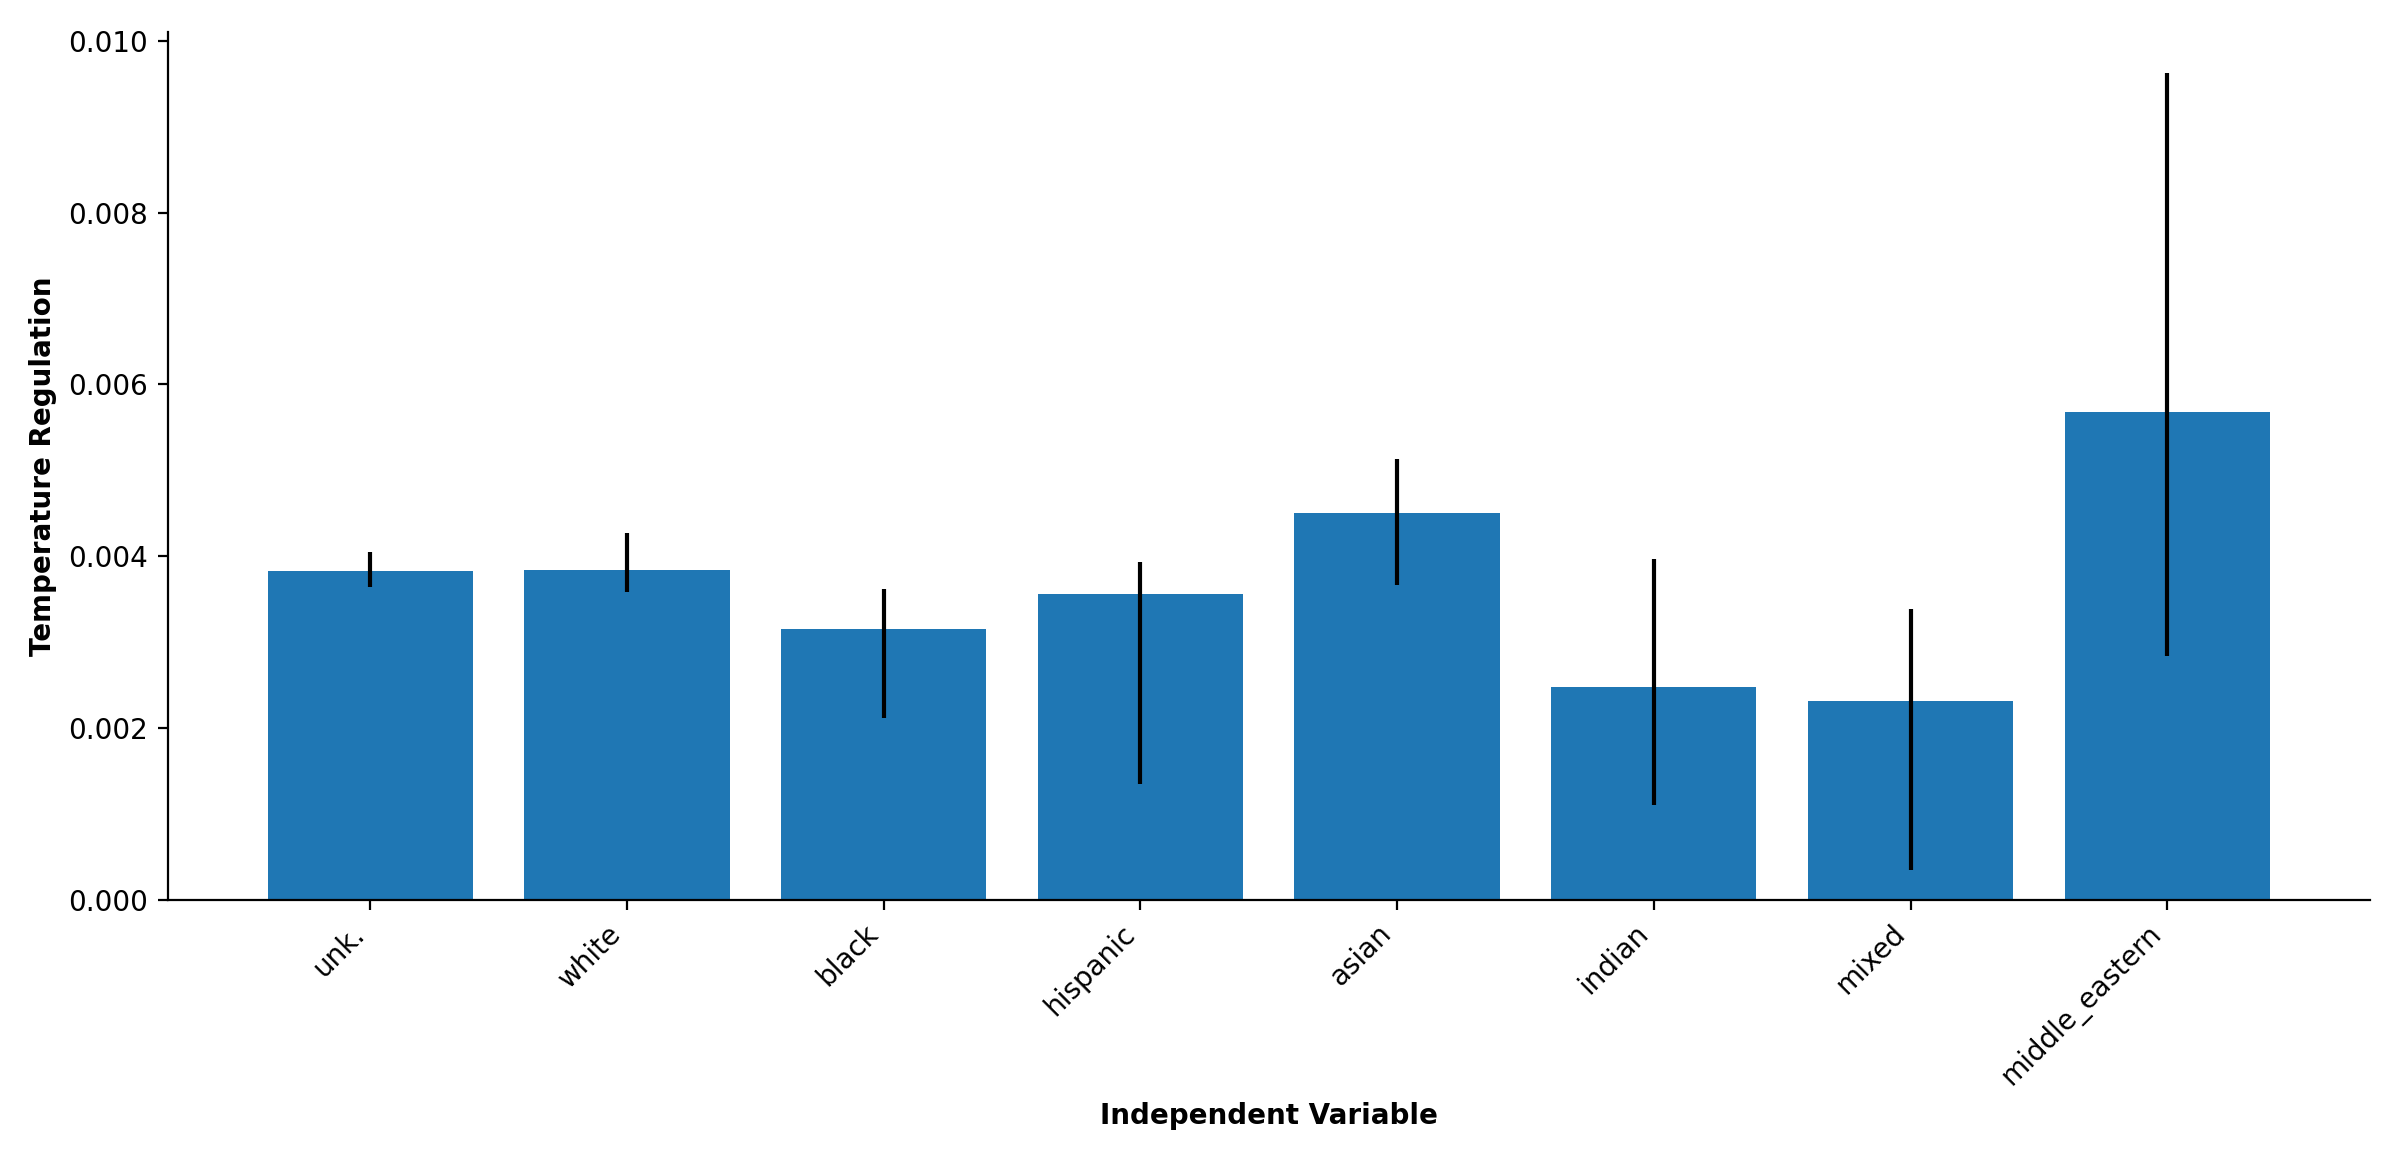 0.010
0.008
0.006
0.004
0.002
0.000
Temperature Regulation
unk.
white
black
hispanic
asian
indian
mixed
middle_eastern
Independent Variable